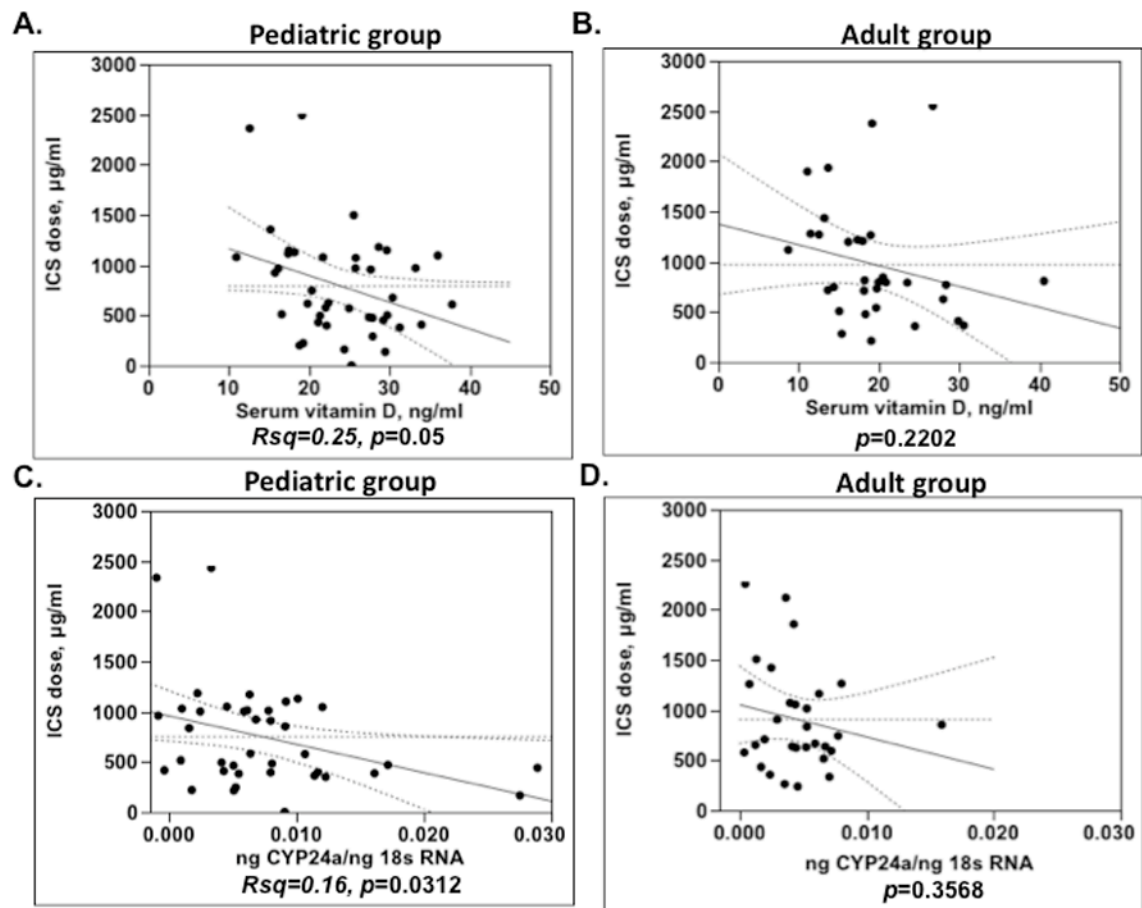 A.
Pediatric group
ICS dose, µg/ml
3000
2500
2000
1500
1000
500
0
0 10 20 30 40 50
Serum vitamin D, ng/ml
Rsq=0.25, p=0.05
B.
Adult group
ICS dose, µg/ml
3000
2500
2000
1500
1000
500
0
0 10 20 30 40 50
Serum vitamin D, ng/ml
p=0.2202
C.
Pediatric group
ICS dose, µg/ml
3000
2500
2000
1500
1000
500
0
0.000 0.010 0.020 0.030
ng CYP24a/ng 18s RNA
Rsq=0.16, p=0.0312
D.
Adult group
ICS dose, µg/ml
3000
2500
2000
1500
1000
500
0
0.000 0.010 0.020 0.030
ng CYP24a/ng 18s RNA
p=0.3568